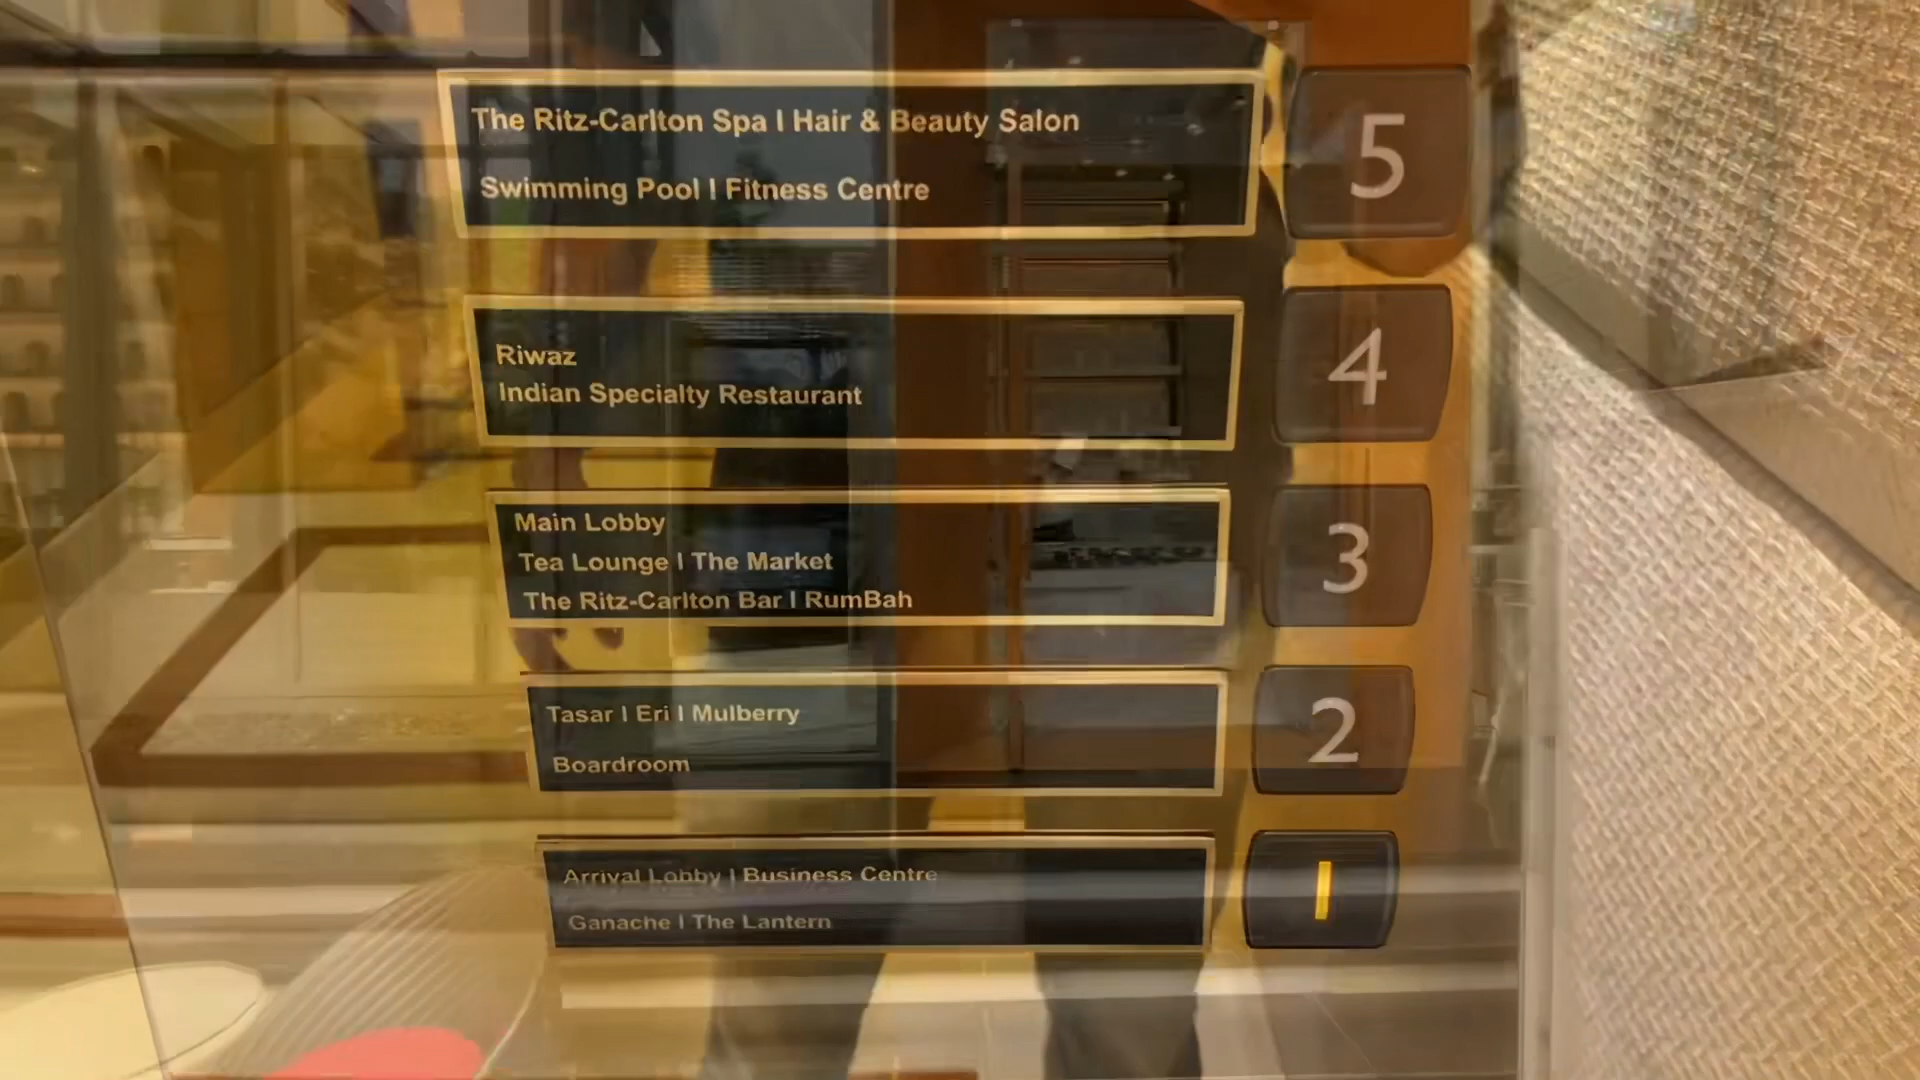 The Ritz-Carlton Spa | Hair & Beauty Salon
Swimming Pool | Fitness Centre
5
Riwaz
Indian Specialty Restaurant
4
Main Lobby
Tea Lounge | The Market
The Ritz-Carlton Bar | RumBah
3
Tasar | Eri | Mulberry
Boardroom
2
Arrival Lobby | Business Centre
Ganache | The Lantern
1